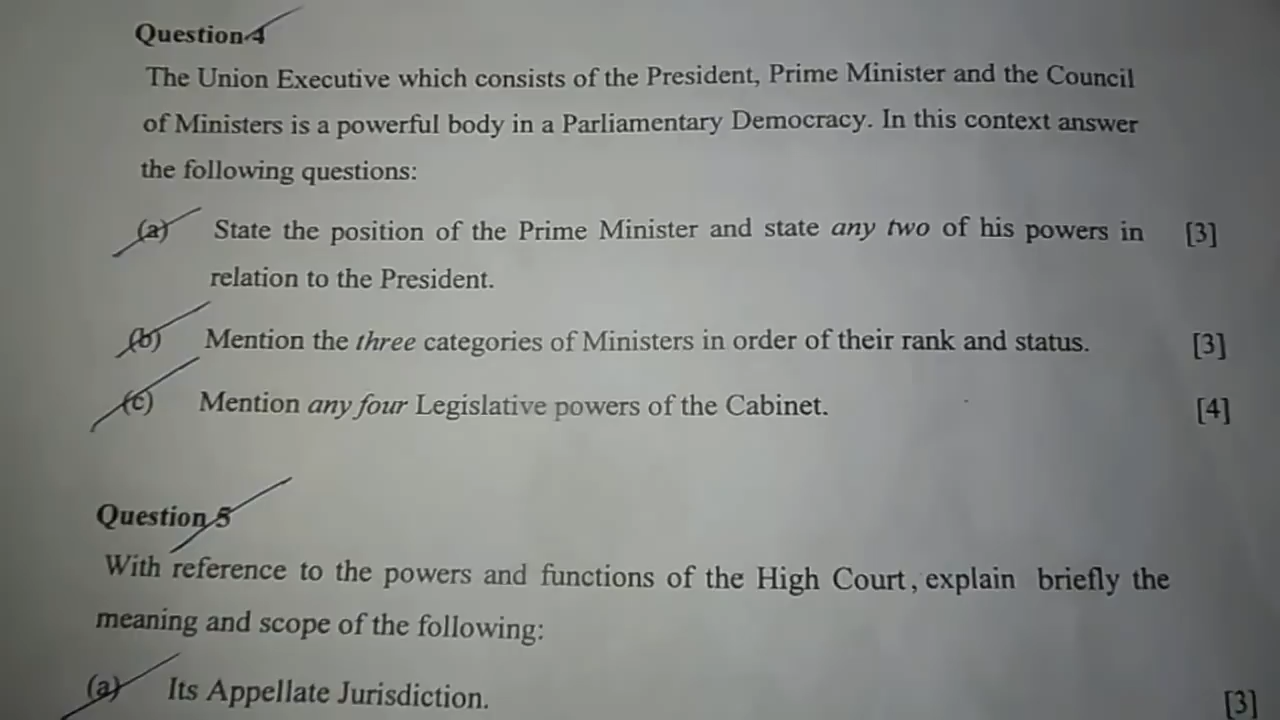 Question 4
The Union Executive which consists of the President, Prime Minister and the Council
of Ministers is a powerful body in a Parliamentary Democracy. In this context answer
the following questions:
(a) State the position of the Prime Minister and state any two of his powers in [3]
relation to the President.
(b) Mention the three categories of Ministers in order of their rank and status. [3]
(c) Mention any four Legislative powers of the Cabinet. [4]
Question 5
With reference to the powers and functions of the High Court, explain briefly the
meaning and scope of the following:
(a) Its Appellate Jurisdiction. [3]